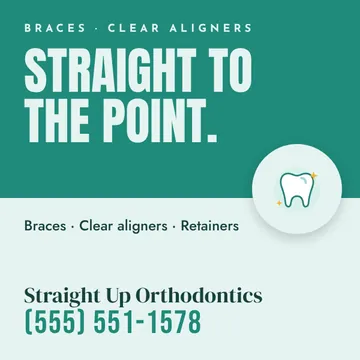 BRACES · CLEAR ALIGNERS
STRAIGHT TO
THE POINT.
Braces · Clear aligners · Retainers
Straight Up Orthodontics
(555) 551-1578